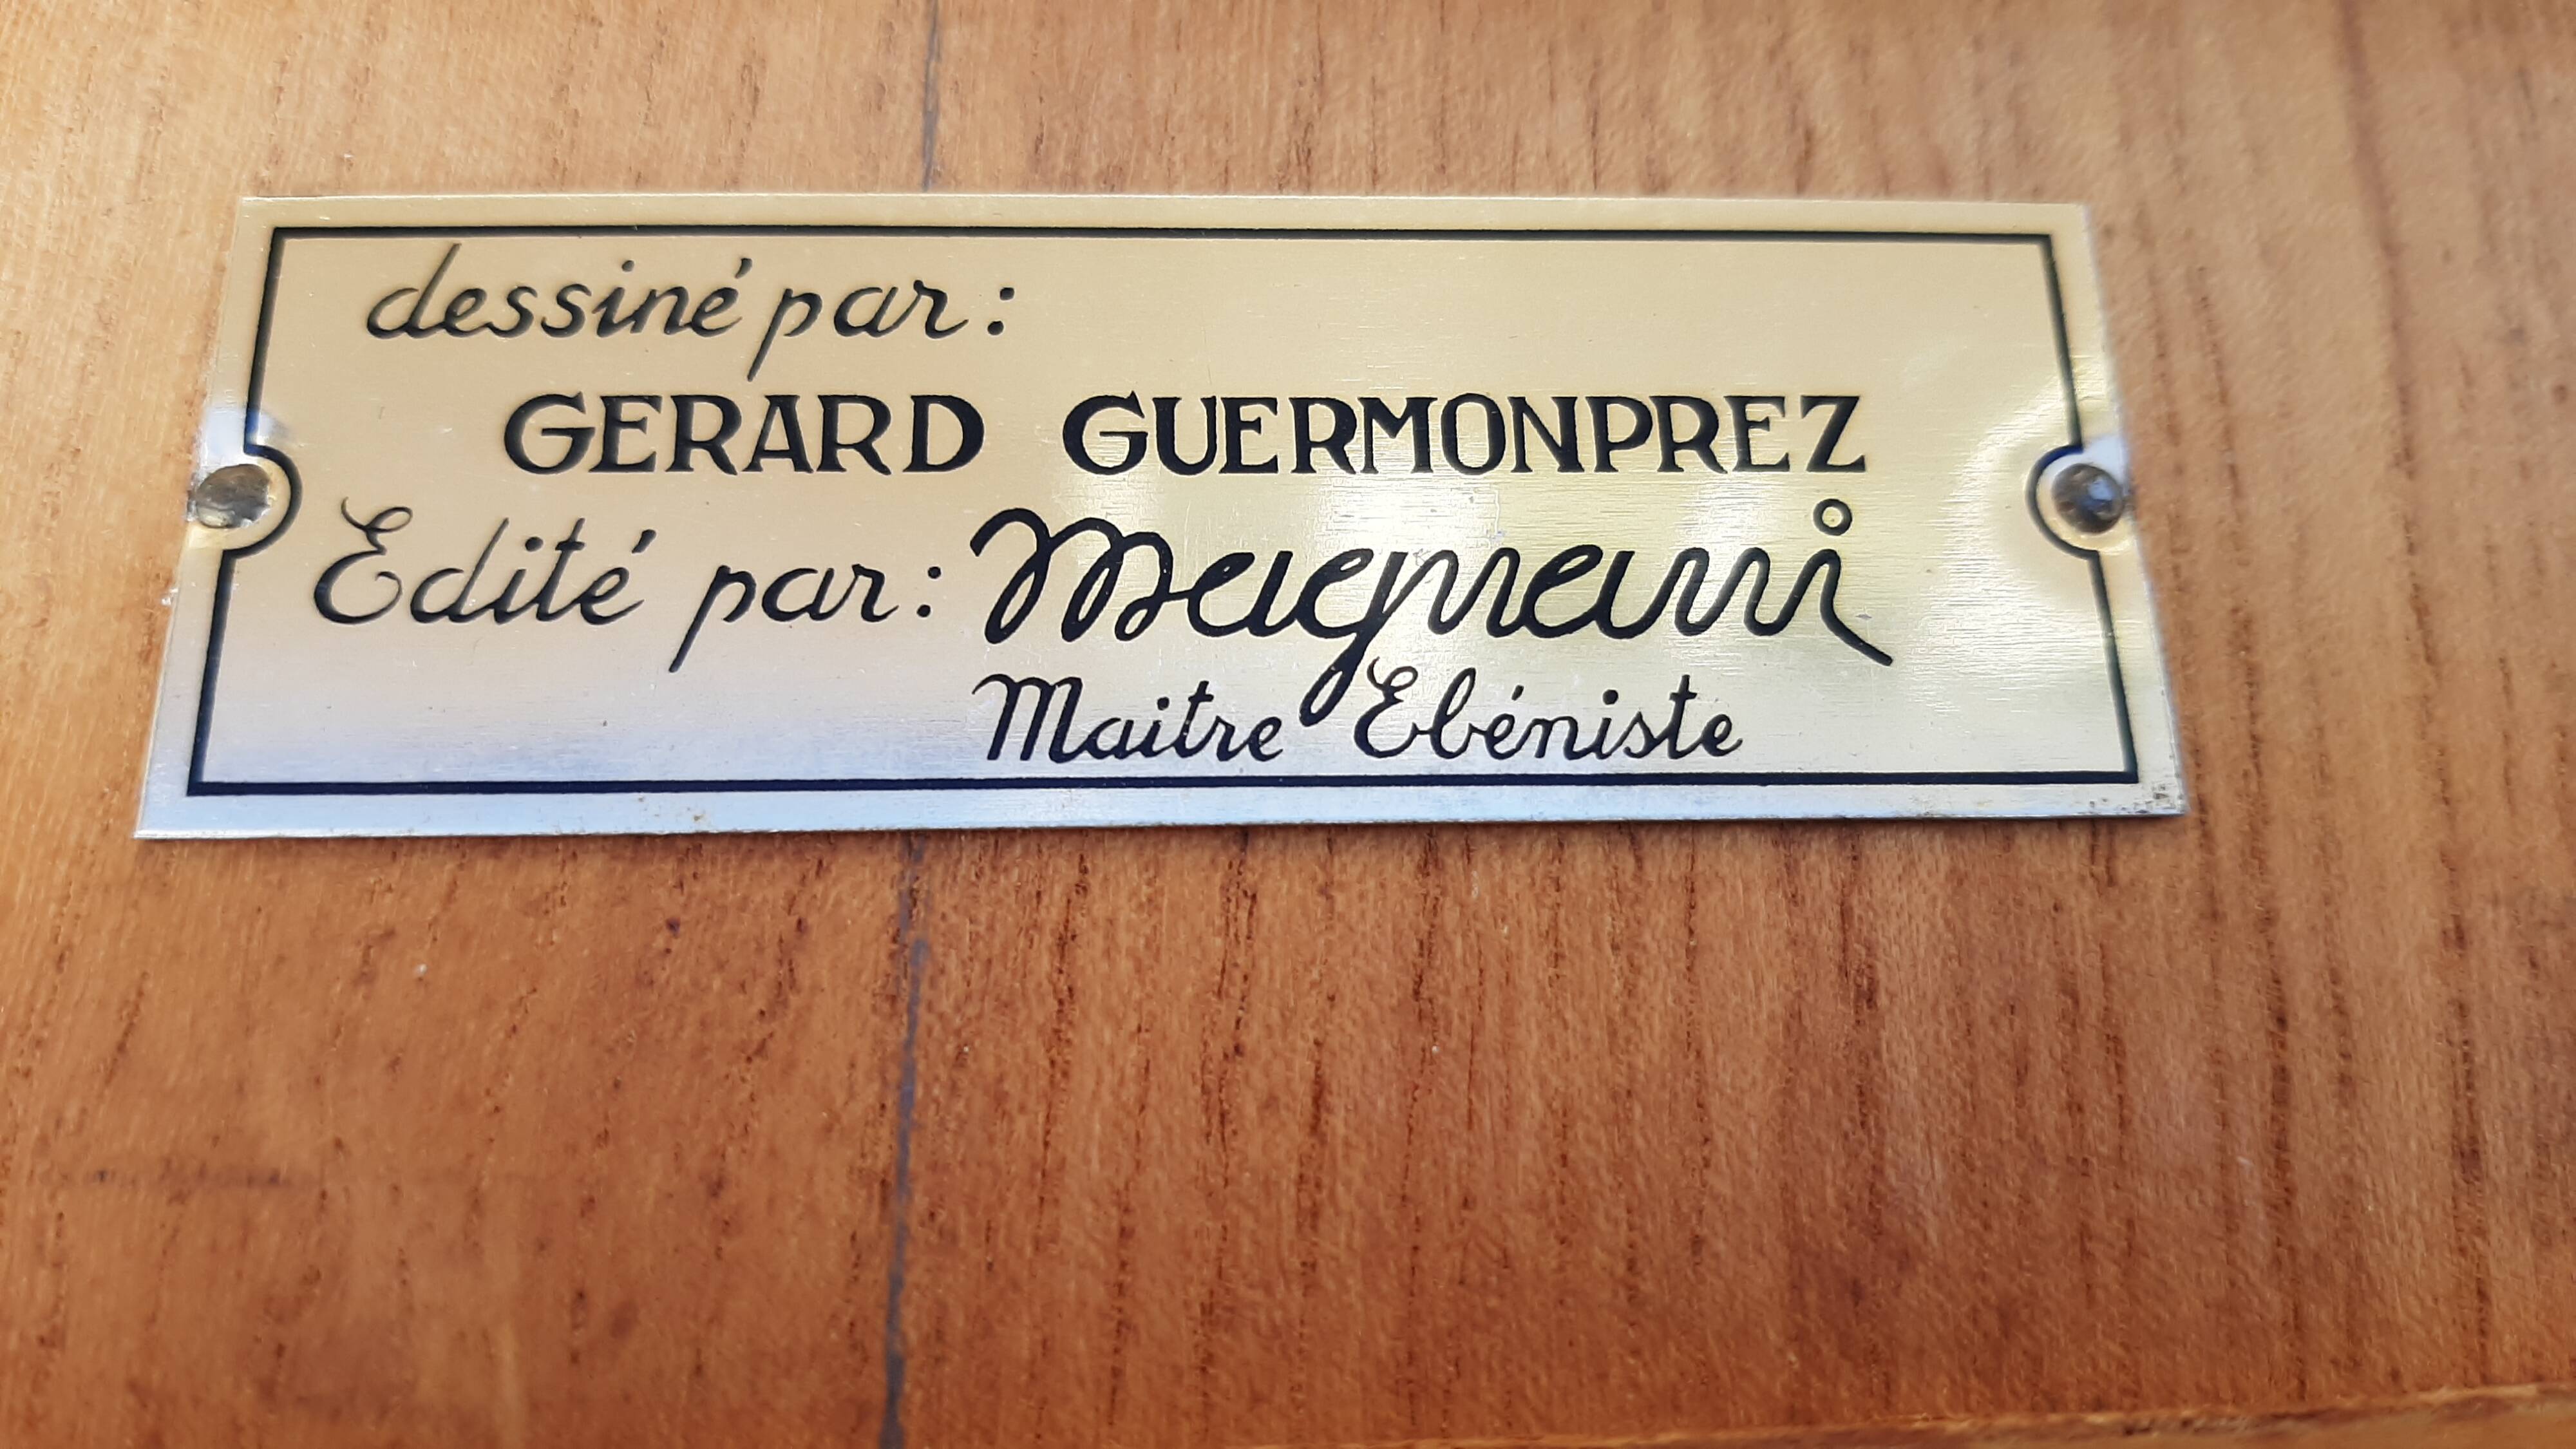 dessiné par :
GERARD GUERMONPREZ
Edité par : Magnani
Maitre Ebéniste